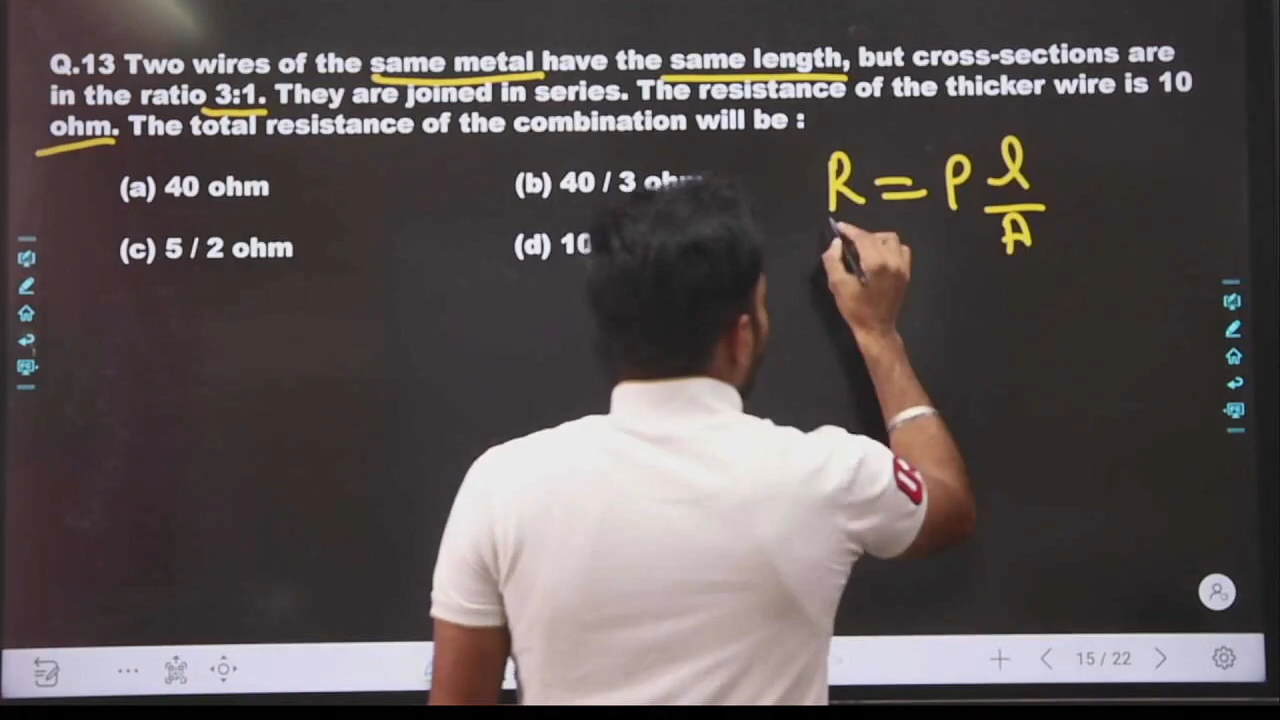 Q.13 Two wires of the same metal have the same length, but cross-sections are
in the ratio 3:1. They are joined in series. The resistance of the thicker wire is 10
ohm. The total resistance of the combination will be :
(a) 40 ohm (b) 40 / 3
(c) 5 / 2 ohm (d)
R = ρ l / A
15 / 22